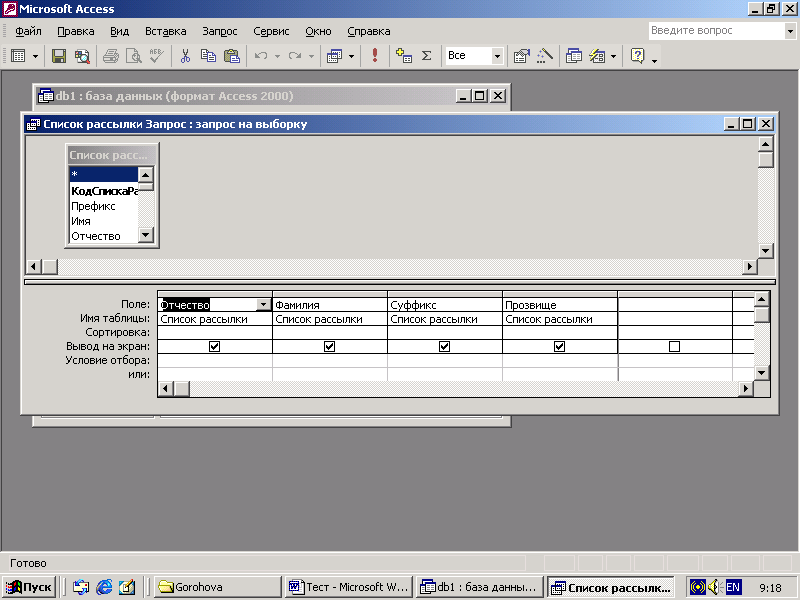 Microsoft Access
Файл Правка Вид Вставка Запрос Сервис Окно Справка
Введите вопрос
Все
db1 : база данных (формат Access 2000)
Список рассылки Запрос : запрос на выборку
Список расс...
*
КодСпискаРа
Префикс
Имя
Отчество
Поле: Отчество Фамилия Суффикс Прозвище
Имя таблицы: Список рассылки Список рассылки Список рассылки Список рассылки
Сортировка:
Вывод на экран:
Условие отбора:
или:
Готово
Пуск Gorohova Тест - Microsoft W... db1 : база данны... Список рассылк... EN 9:18